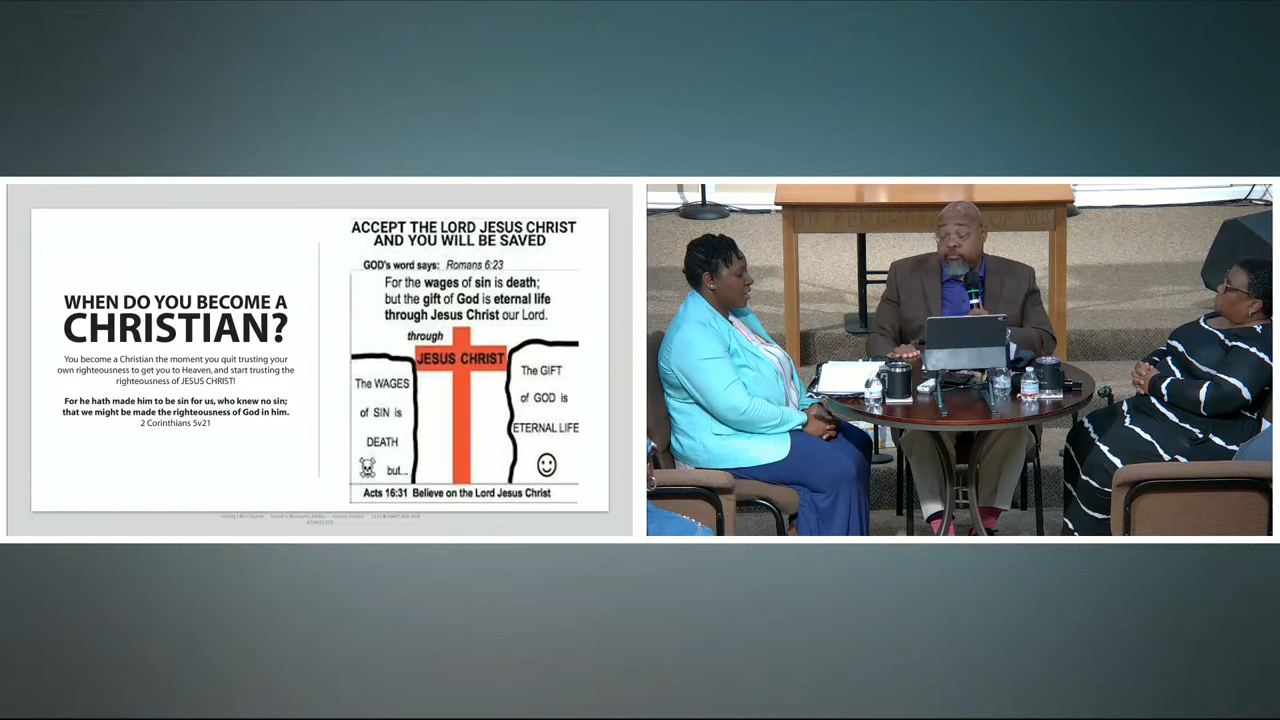 WHEN DO YOU BECOME A
CHRISTIAN?
You become a Christian the moment you quit trusting your
own righteousness to get you to Heaven, and start trusting the
righteousness of JESUS CHRIST!
For he hath made him to be sin for us, who knew no sin;
that we might be made the righteousness of God in him.
2 Corinthians 5v21
ACCEPT THE LORD JESUS CHRIST
AND YOU WILL BE SAVED
GOD's word says: Romans 6:23
For the wages of sin is death;
but the gift of God is eternal life
through Jesus Christ our Lord.
through
JESUS CHRIST
The WAGES
of SIN is
DEATH
but...
The GIFT
of GOD is
ETERNAL LIFE
Acts 16:31 Believe on the Lord Jesus Christ